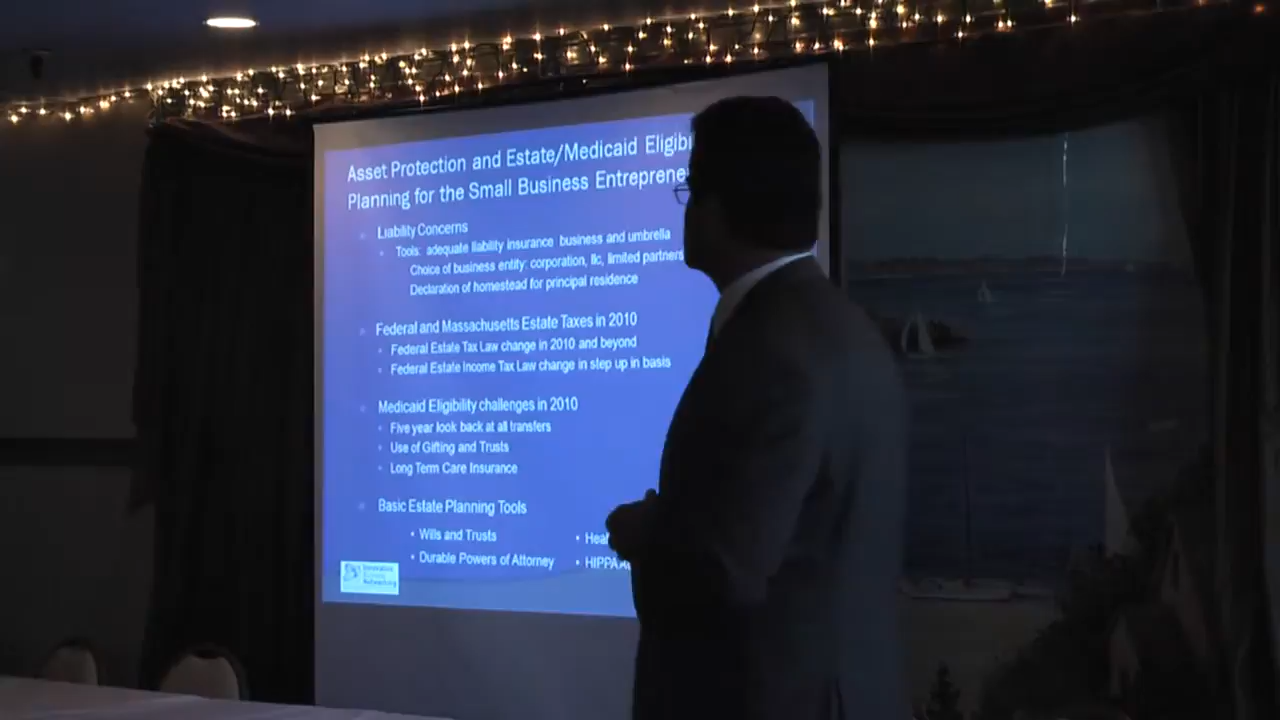 Asset Protection and Estate/Medicaid Eligibi
Planning for the Small Business Entreprene
Liability Concerns
Tools: adequate liability insurance business and umbrella
Choice of business entity: corporation, llc, limited partners
Declaration of homestead for principal residence
Federal and Massachusetts Estate Taxes in 2010
Federal Estate Tax Law change in 2010 and beyond
Federal Estate Income Tax Law change in step up in basis
Medicaid Eligibility challenges in 2010
Five year look back at all transfers
Use of Gifting and Trusts
Long Term Care Insurance
Basic Estate Planning Tools
• Wills and Trusts
• Heal
• Durable Powers of Attorney
• HIPPA A
Innovative
Networking